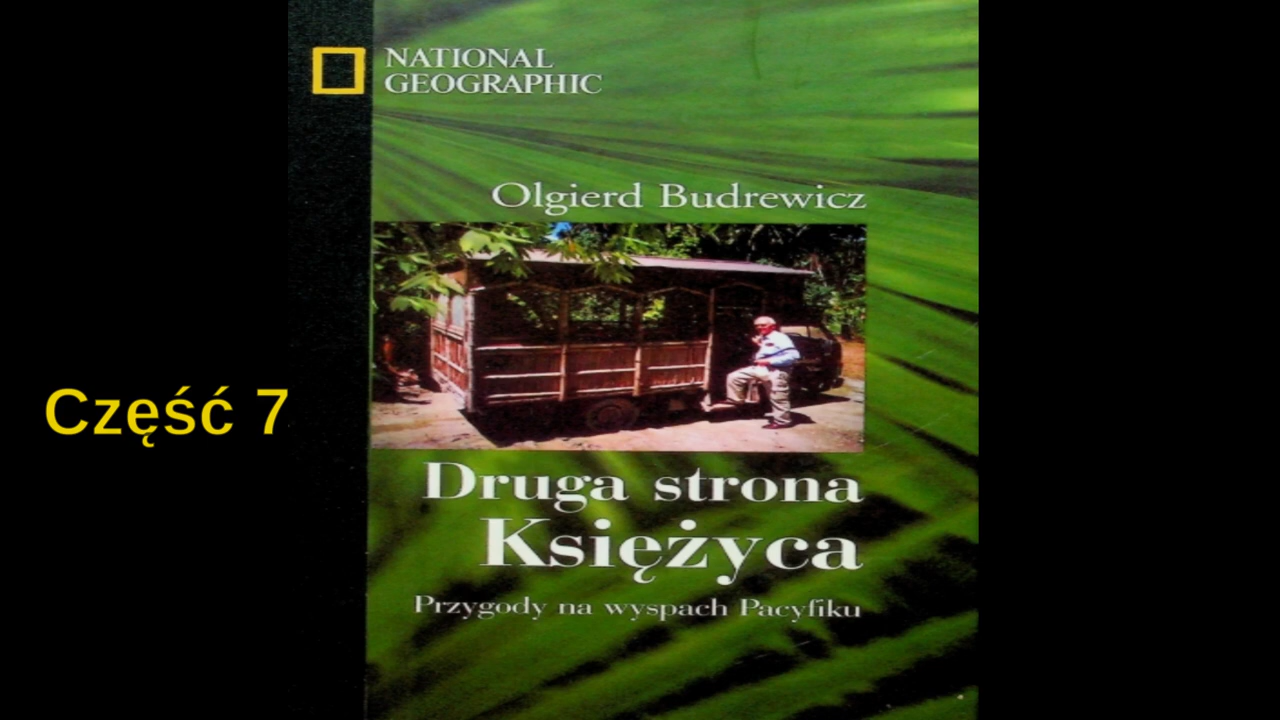 NATIONAL
GEOGRAPHIC
Olgierd Budrewicz
Część 7
Druga strona
Księżyca
Przygody na wyspach Pacyfiku